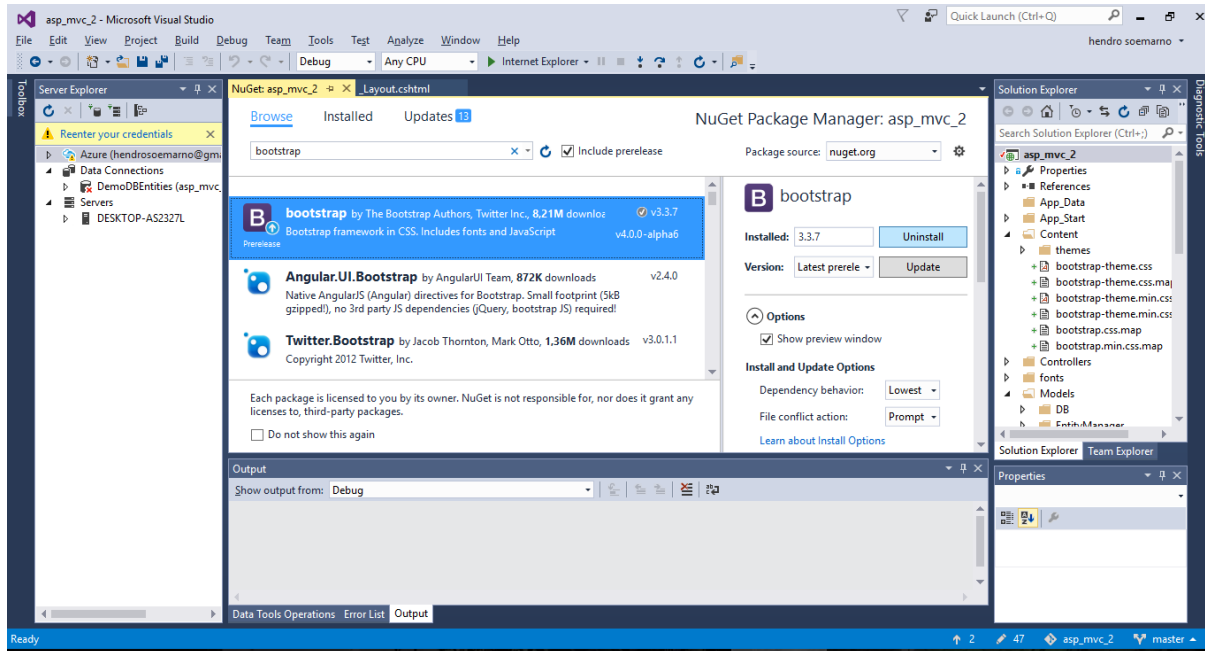 asp_mvc_2 - Microsoft Visual Studio
Quick Launch (Ctrl+Q)
File Edit View Project Build Debug Team Tools Test Analyze Window Help
hendro soemarno
Debug Any CPU Internet Explorer
Toolbox
Server Explorer
Reenter your credentials
Azure (hendrosoemarno@gm
Data Connections
DemoDBEntities (asp_mvc_
Servers
DESKTOP-AS2327L
NuGet: asp_mvc_2 _Layout.cshtml
Browse Installed Updates 13
NuGet Package Manager: asp_mvc_2
bootstrap
Include prerelease
Package source: nuget.org
B
bootstrap by The Bootstrap Authors, Twitter Inc., 8,21M downloa v3.3.7
Bootstrap framework in CSS. Includes fonts and JavaScript v4.0.0-alpha6
Prerelease
Angular.UI.Bootstrap by AngularUI Team, 872K downloads v2.4.0
Native AngularJS (Angular) directives for Bootstrap. Small footprint (5kB
gzipped!), no 3rd party JS dependencies (jQuery, bootstrap JS) required!
Twitter.Bootstrap by Jacob Thornton, Mark Otto, 1,36M downloads v3.0.1.1
Copyright 2012 Twitter, Inc.
Each package is licensed to you by its owner. NuGet is not responsible for, nor does it grant any
licenses to, third-party packages.
Do not show this again
B bootstrap
Installed: 3.3.7 Uninstall
Version: Latest prerele Update
Options
Show preview window
Install and Update Options
Dependency behavior: Lowest
File conflict action: Prompt
Learn about Install Options
Output
Show output from: Debug
Data Tools Operations Error List Output
Solution Explorer
Search Solution Explorer (Ctrl+;)
asp_mvc_2
Properties
References
App_Data
App_Start
Content
themes
bootstrap-theme.css
bootstrap-theme.css.map
bootstrap-theme.min.css
bootstrap-theme.min.css
bootstrap.css.map
bootstrap.min.css.map
Controllers
fonts
Models
DB
EntityManager
Solution Explorer Team Explorer
Properties
Diagnostic Tools
Ready
2 47 asp_mvc_2 master